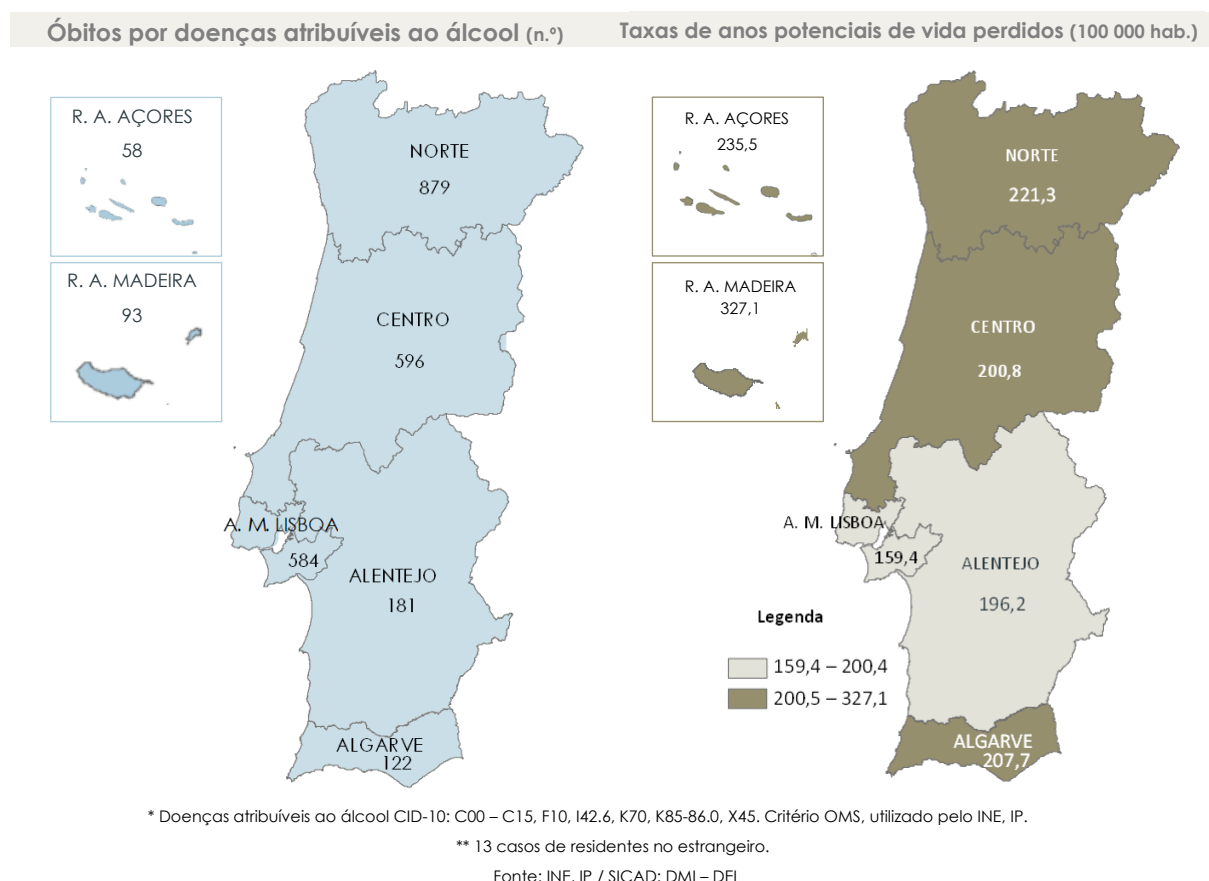 Óbitos por doenças atribuíveis ao álcool (n.º)
R. A. AÇORES
58
R. A. MADEIRA
93
NORTE
879
CENTRO
596
A. M. LISBOA
584
ALENTEJO
181
ALGARVE
122
Taxas de anos potenciais de vida perdidos (100 000 hab.)
R. A. AÇORES
235,5
R. A. MADEIRA
327,1
NORTE
221,3
CENTRO
200,8
A. M. LISBOA
159,4
ALENTEJO
196,2
ALGARVE
207,7
Legenda
159,4 – 200,4
200,5 – 327,1
* Doenças atribuíveis ao álcool CID-10: C00 – C15, F10, I42.6, K70, K85-86.0, X45. Critério OMS, utilizado pelo INE, IP.
** 13 casos de residentes no estrangeiro.
Fonte: INE, IP / SICAD: DMI – DEI